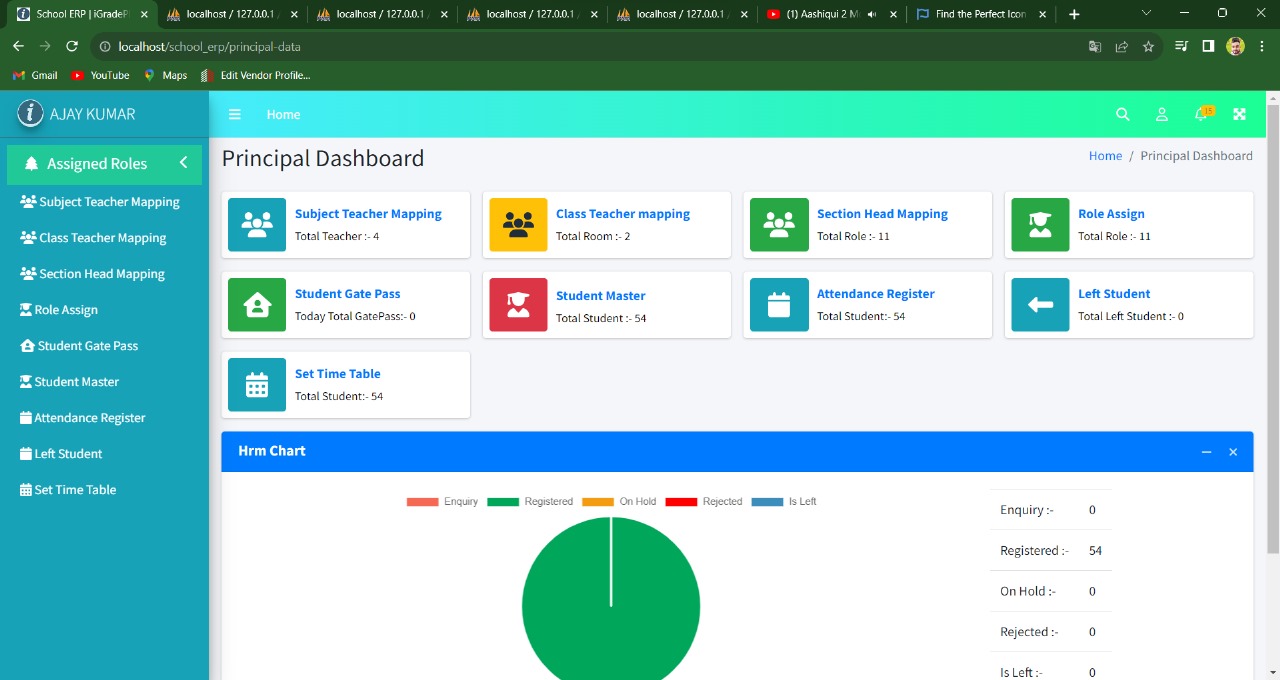 School ERP | iGradeP
localhost / 127.0.0.1
localhost / 127.0.0.1
localhost / 127.0.0.1
localhost / 127.0.0.1
(1) Aashiqui 2 M
Find the Perfect Icon
localhost/school_erp/principal-data
Gmail
YouTube
Maps
Edit Vendor Profile...
i AJAY KUMAR
Home
15
Assigned Roles
Subject Teacher Mapping
Class Teacher Mapping
Section Head Mapping
Role Assign
Student Gate Pass
Student Master
Attendance Register
Left Student
Set Time Table
Principal Dashboard
Home / Principal Dashboard
Subject Teacher Mapping
Total Teacher :- 4
Class Teacher mapping
Total Room :- 2
Section Head Mapping
Total Role :- 11
Role Assign
Total Role :- 11
Student Gate Pass
Today Total GatePass:- 0
Student Master
Total Student :- 54
Attendance Register
Total Student:- 54
Left Student
Total Left Student :- 0
Set Time Table
Total Student:- 54
Hrm Chart
Enquiry Registered On Hold Rejected Is Left
Enquiry :- 0
Registered :- 54
On Hold :- 0
Rejected :- 0
Is Left :- 0